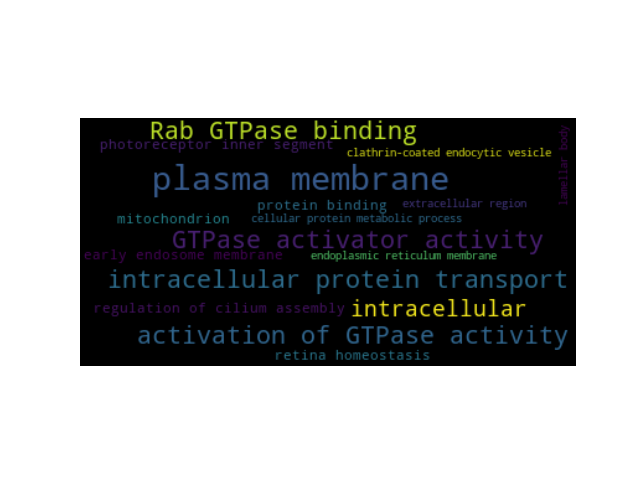 Rab GTPase binding
photoreceptor inner segment
clathrin-coated endocytic vesicle
lamellar body
plasma membrane
protein binding
extracellular region
mitochondrion
cellular protein metabolic process
GTPase activator activity
early endosome membrane
endoplasmic reticulum membrane
intracellular protein transport
regulation of cilium assembly
intracellular
activation of GTPase activity
retina homeostasis